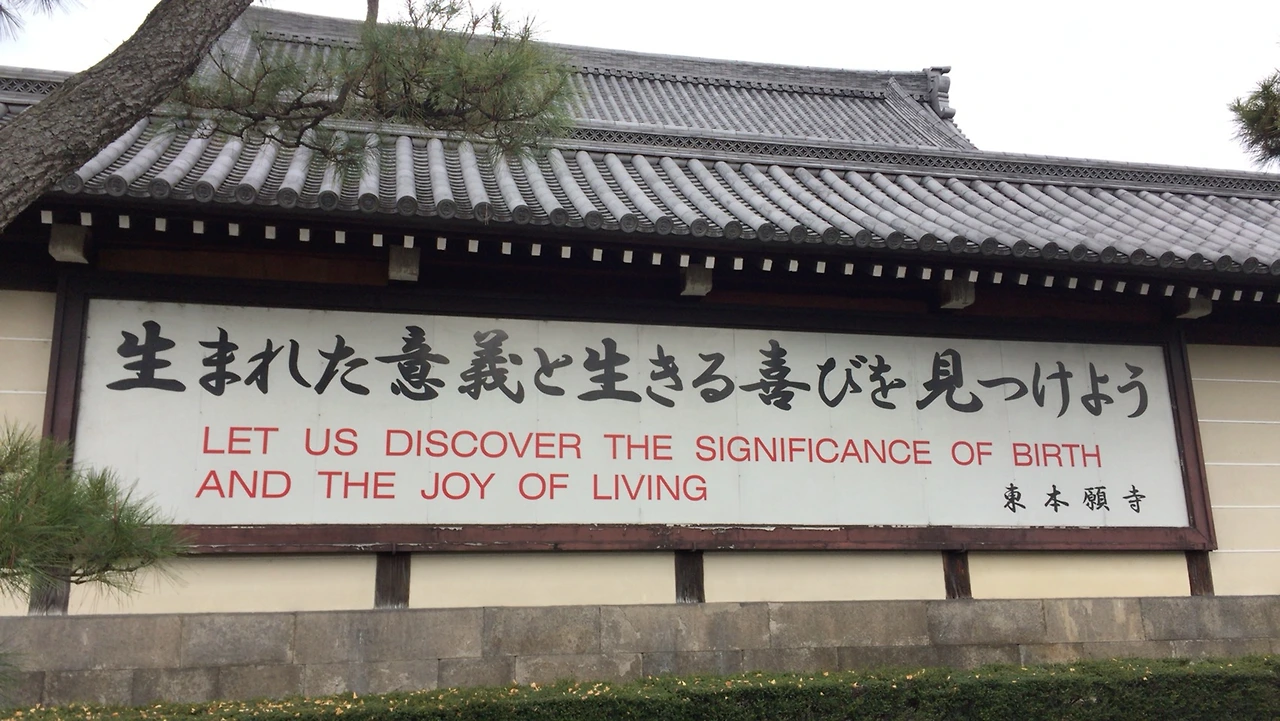 生まれた意義と生きる喜びを見つけよう
LET US DISCOVER THE SIGNIFICANCE OF BIRTH
AND THE JOY OF LIVING
東本願寺